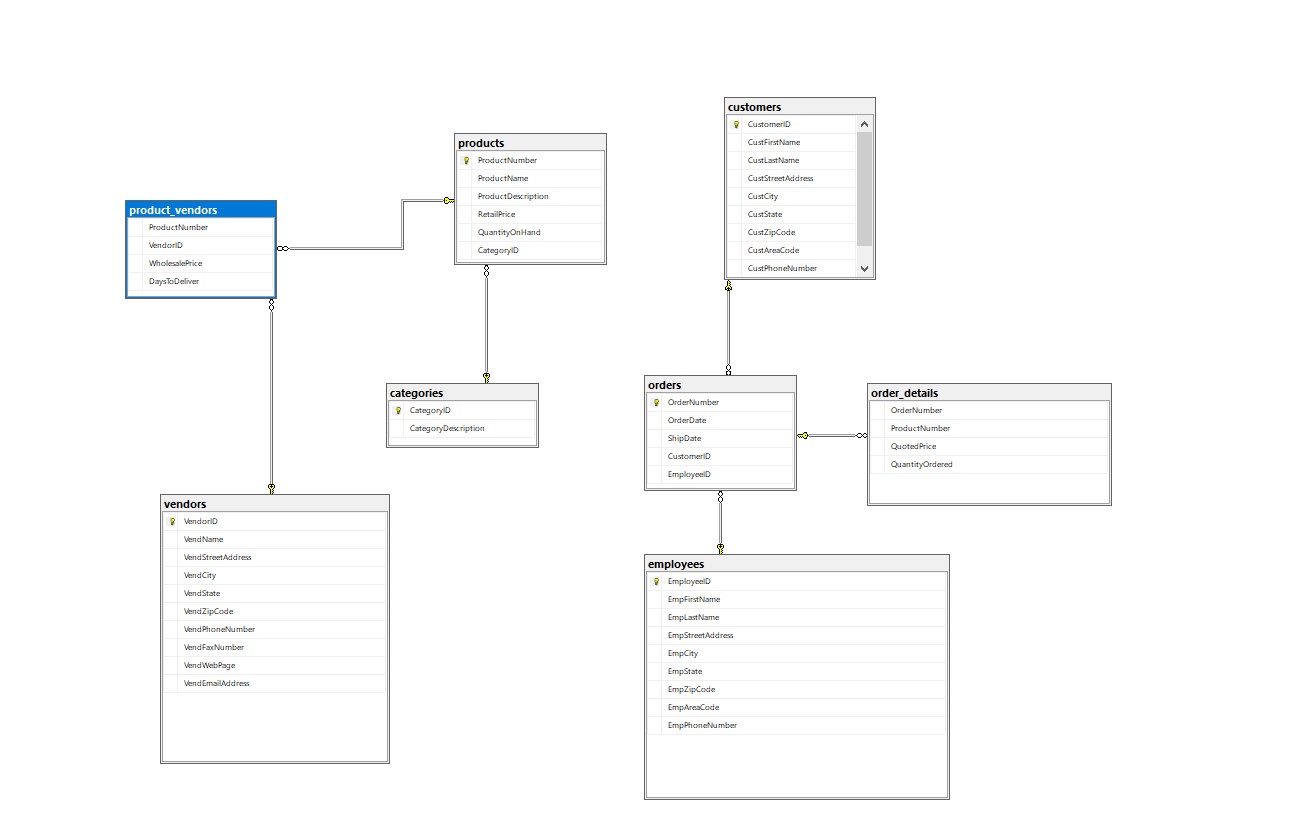 customers
CustomerID
CustFirstName
CustLastName
CustStreetAddress
CustCity
CustState
CustZipCode
CustAreaCode
CustPhoneNumber
products
ProductNumber
ProductName
ProductDescription
RetailPrice
QuantityOnHand
CategoryID
product_vendors
ProductNumber
VendorID
WholesalePrice
DaysToDeliver
categories
CategoryID
CategoryDescription
orders
OrderNumber
OrderDate
ShipDate
CustomerID
EmployeeID
order_details
OrderNumber
ProductNumber
QuotedPrice
QuantityOrdered
vendors
VendorID
VendName
VendStreetAddress
VendCity
VendState
VendZipCode
VendPhoneNumber
VendFaxNumber
VendWebPage
VendEmailAddress
employees
EmployeeID
EmpFirstName
EmpLastName
EmpStreetAddress
EmpCity
EmpState
EmpZipCode
EmpAreaCode
EmpPhoneNumber